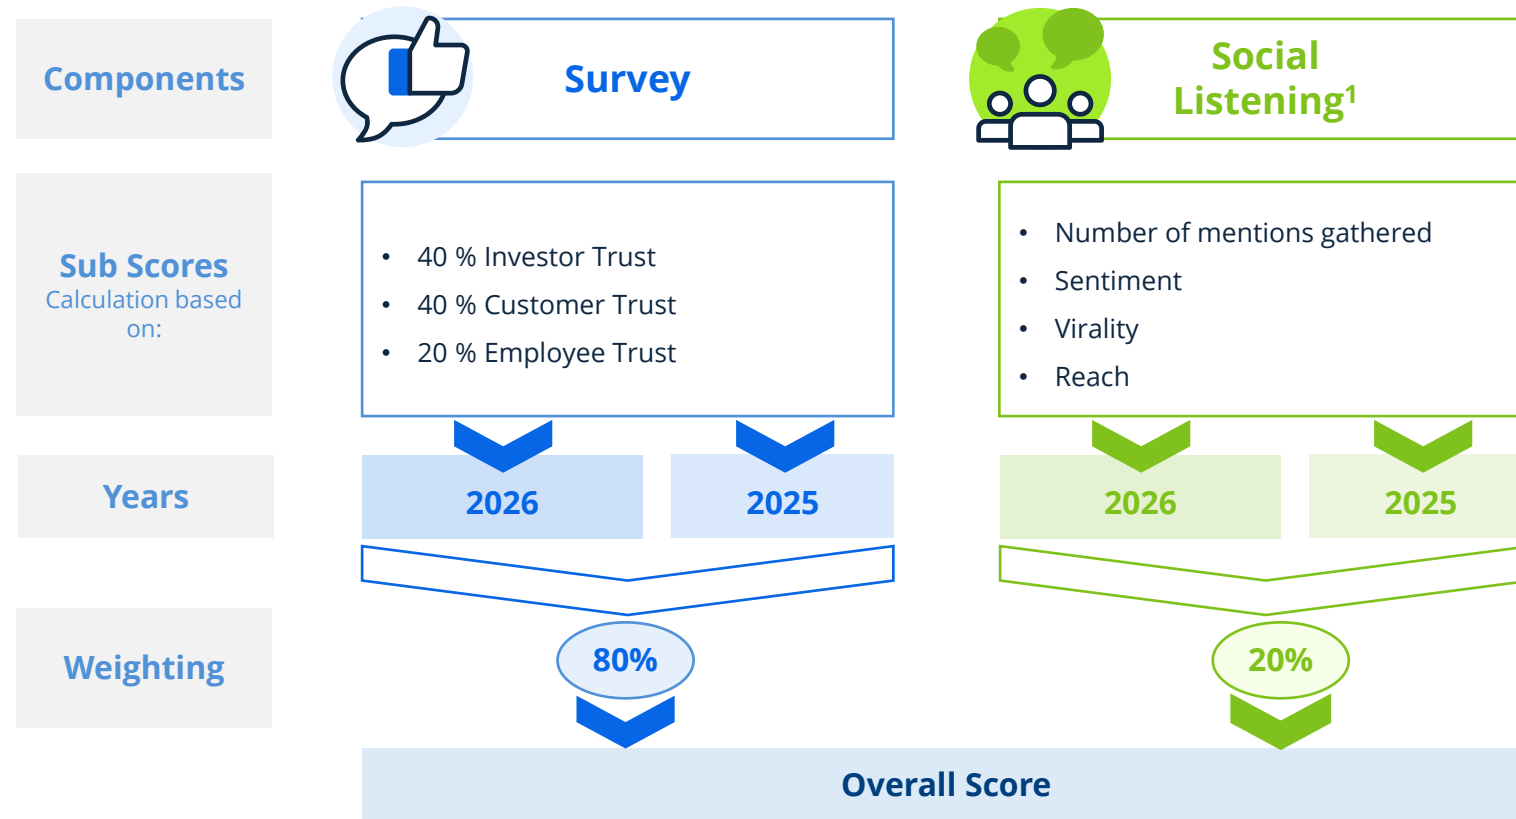 Components
Survey
Social
Listening¹
Sub Scores
Calculation based
on:
• 40 % Investor Trust
• 40 % Customer Trust
• 20 % Employee Trust
• Number of mentions gathered
• Sentiment
• Virality
• Reach
Years
2026
2025
2026
2025
Weighting
80%
20%
Overall Score